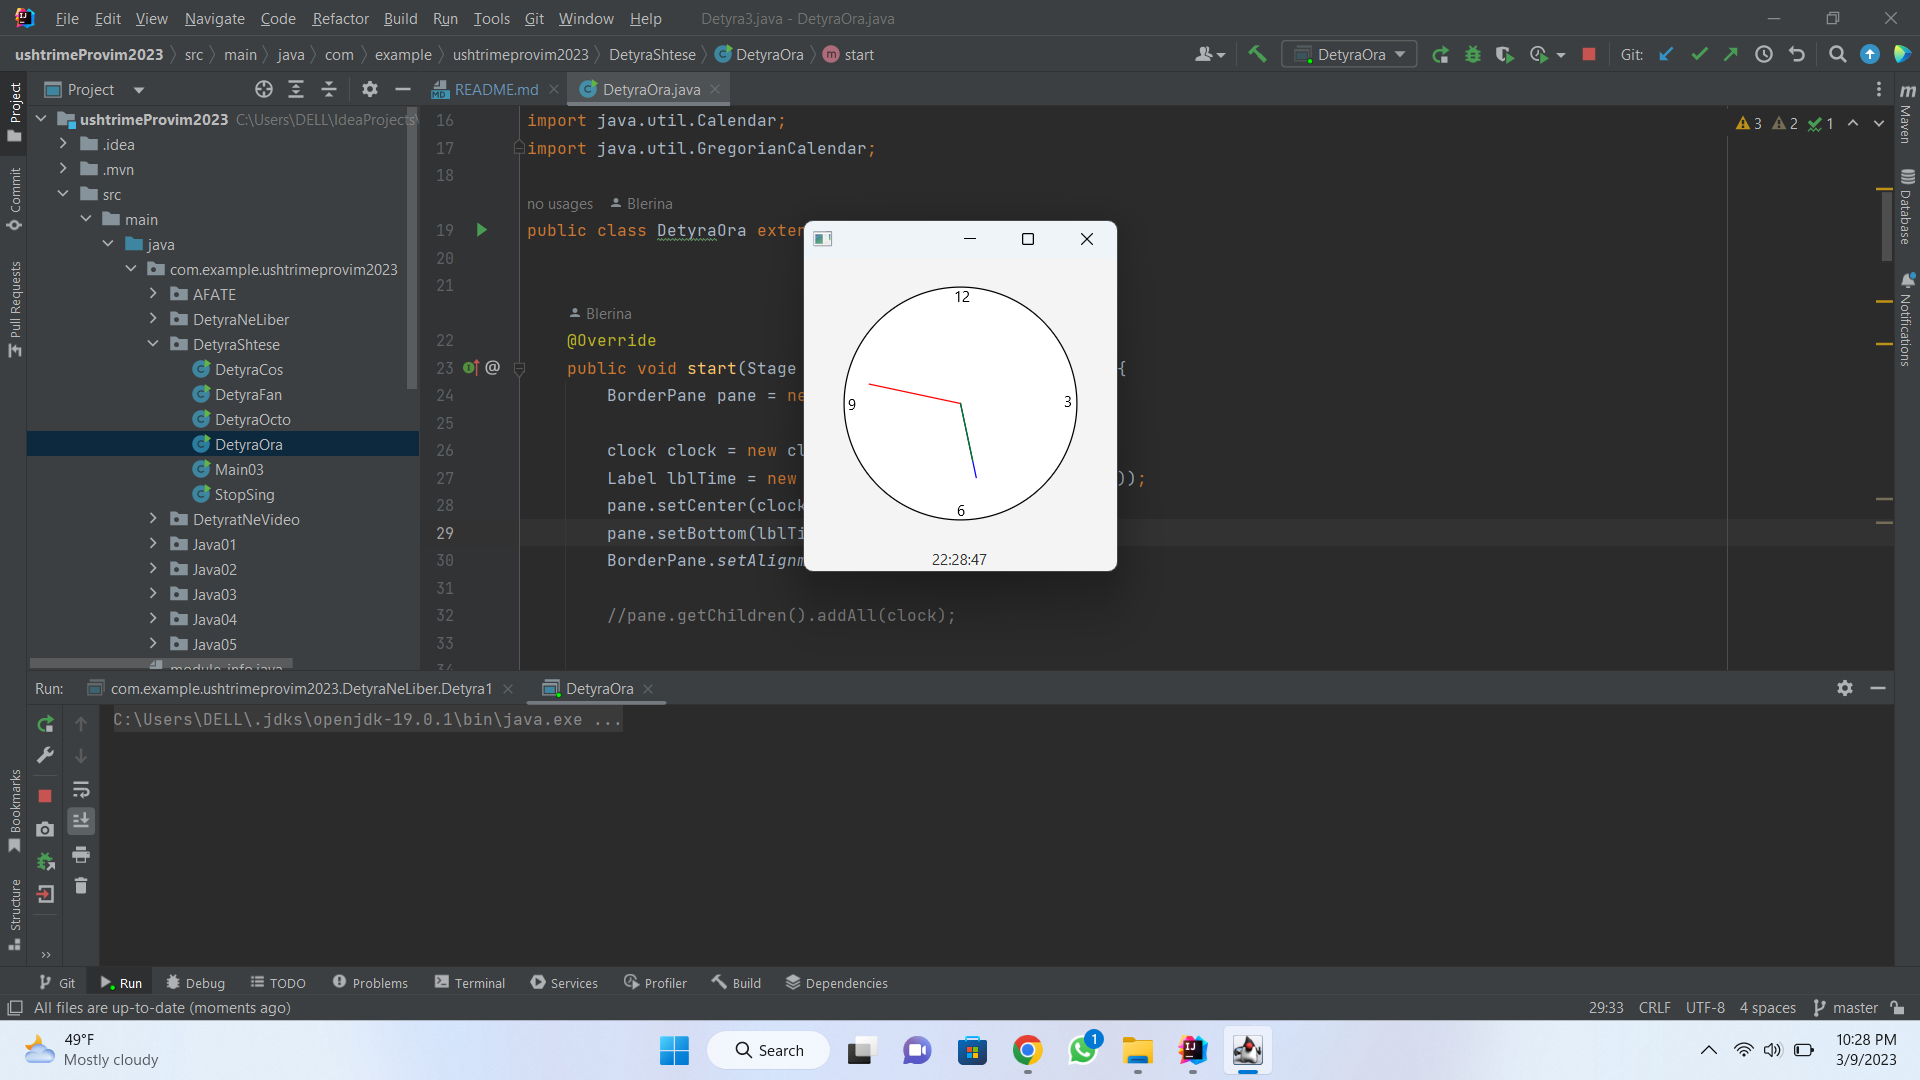 File Edit View Navigate Code Refactor Build Run Tools Git Window Help Detyra3.java - DetyraOra.java
ushtrimeProvim2023 src main java com example ushtrimeprovim2023 DetyraShtese DetyraOra m start DetyraOra Git:
Project README.md DetyraOra.java
ushtrimeProvim2023 C:\Users\DELL\IdeaProjects\
.idea
.mvn
src
main
java
com.example.ushtrimeprovim2023
AFATE
DetyraNeLiber
DetyraShtese
DetyraCos
DetyraFan
DetyraOcto
DetyraOra
Main03
StopSing
DetyratNeVideo
Java01
Java02
Java03
Java04
Java05
module-info.java
Project
Commit
Pull Requests
Bookmarks
Structure
16 import java.util.Calendar;
17 import java.util.GregorianCalendar;
18
no usages Blerina
19 public class DetyraOra exter
20
21
Blerina
22 @Override
23 public void start(Stage {
24 BorderPane pane = ne
25
26 clock clock = new cl
27 Label lblTime = new ));
28 pane.setCenter(clock
29 pane.setBottom(lblTi
30 BorderPane.setAlignm
31
32 //pane.getChildren().addAll(clock);
33
34
3 2 1
12
9 3
6
22:28:47
Maven
Database
Notifications
Run: com.example.ushtrimeprovim2023.DetyraNeLiber.Detyra1 DetyraOra
C:\Users\DELL\.jdks\openjdk-19.0.1\bin\java.exe ...
Git Run Debug TODO Problems Terminal Services Profiler Build Dependencies
All files are up-to-date (moments ago) 29:33 CRLF UTF-8 4 spaces master
49°F
Mostly cloudy
Search
1
10:28 PM
3/9/2023